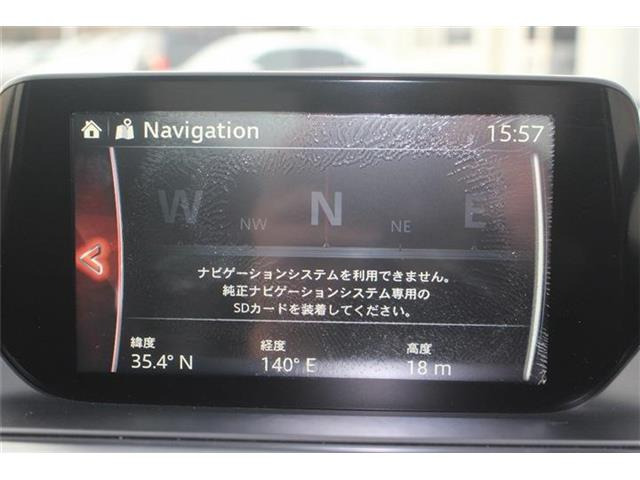 Navigation 15:57
W NW N NE E
ナビゲーションシステムを利用できません。
純正ナビゲーションシステム専用の
SDカードを装着してください。
緯度 経度 高度
35.4° N 140° E 18 m